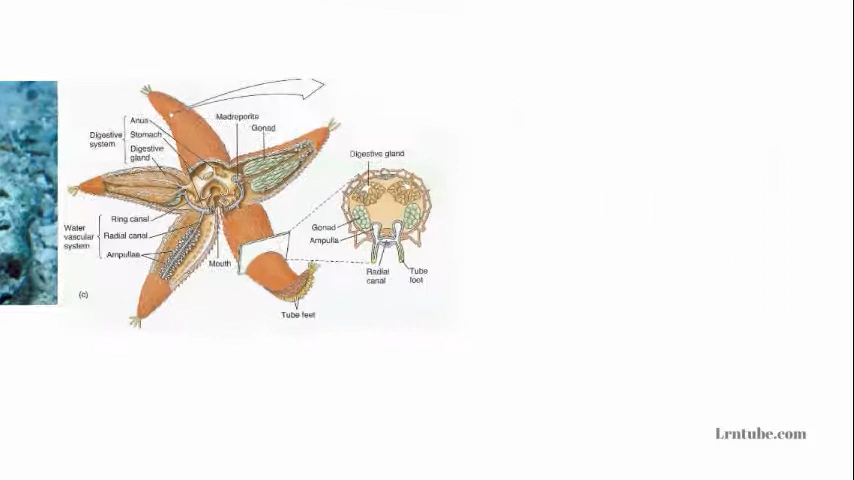 Anus
Digestive system
Stomach
Digestive gland
Madreporite
Gonad
Digestive gland
Water vascular system
Ring canal
Radial canal
Ampullae
Mouth
Gonad
Ampulla
Radial canal
Tube foot
(c)
Tube feet
Lrntube.com